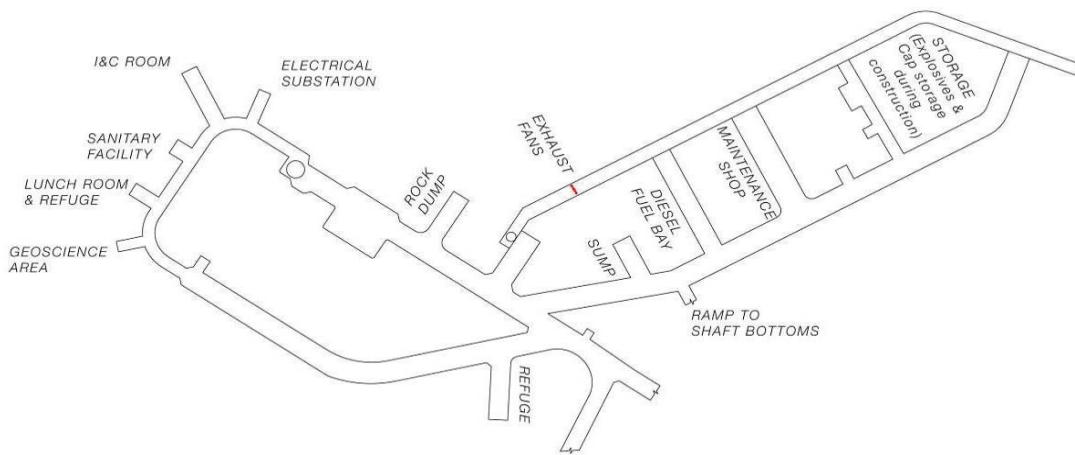 I&C ROOM
ELECTRICAL
SUBSTATION
SANITARY
FACILITY
LUNCH ROOM
& REFUGE
GEOSCIENCE
AREA
ROCK
DUMP
EXHAUST
FANS
SUMP
DIESEL
FUEL BAY
MAINTENANCE
SHOP
STORAGE
(Explosives &
Cap storage
during
construction)
RAMP TO
SHAFT BOTTOMS
REFUGE